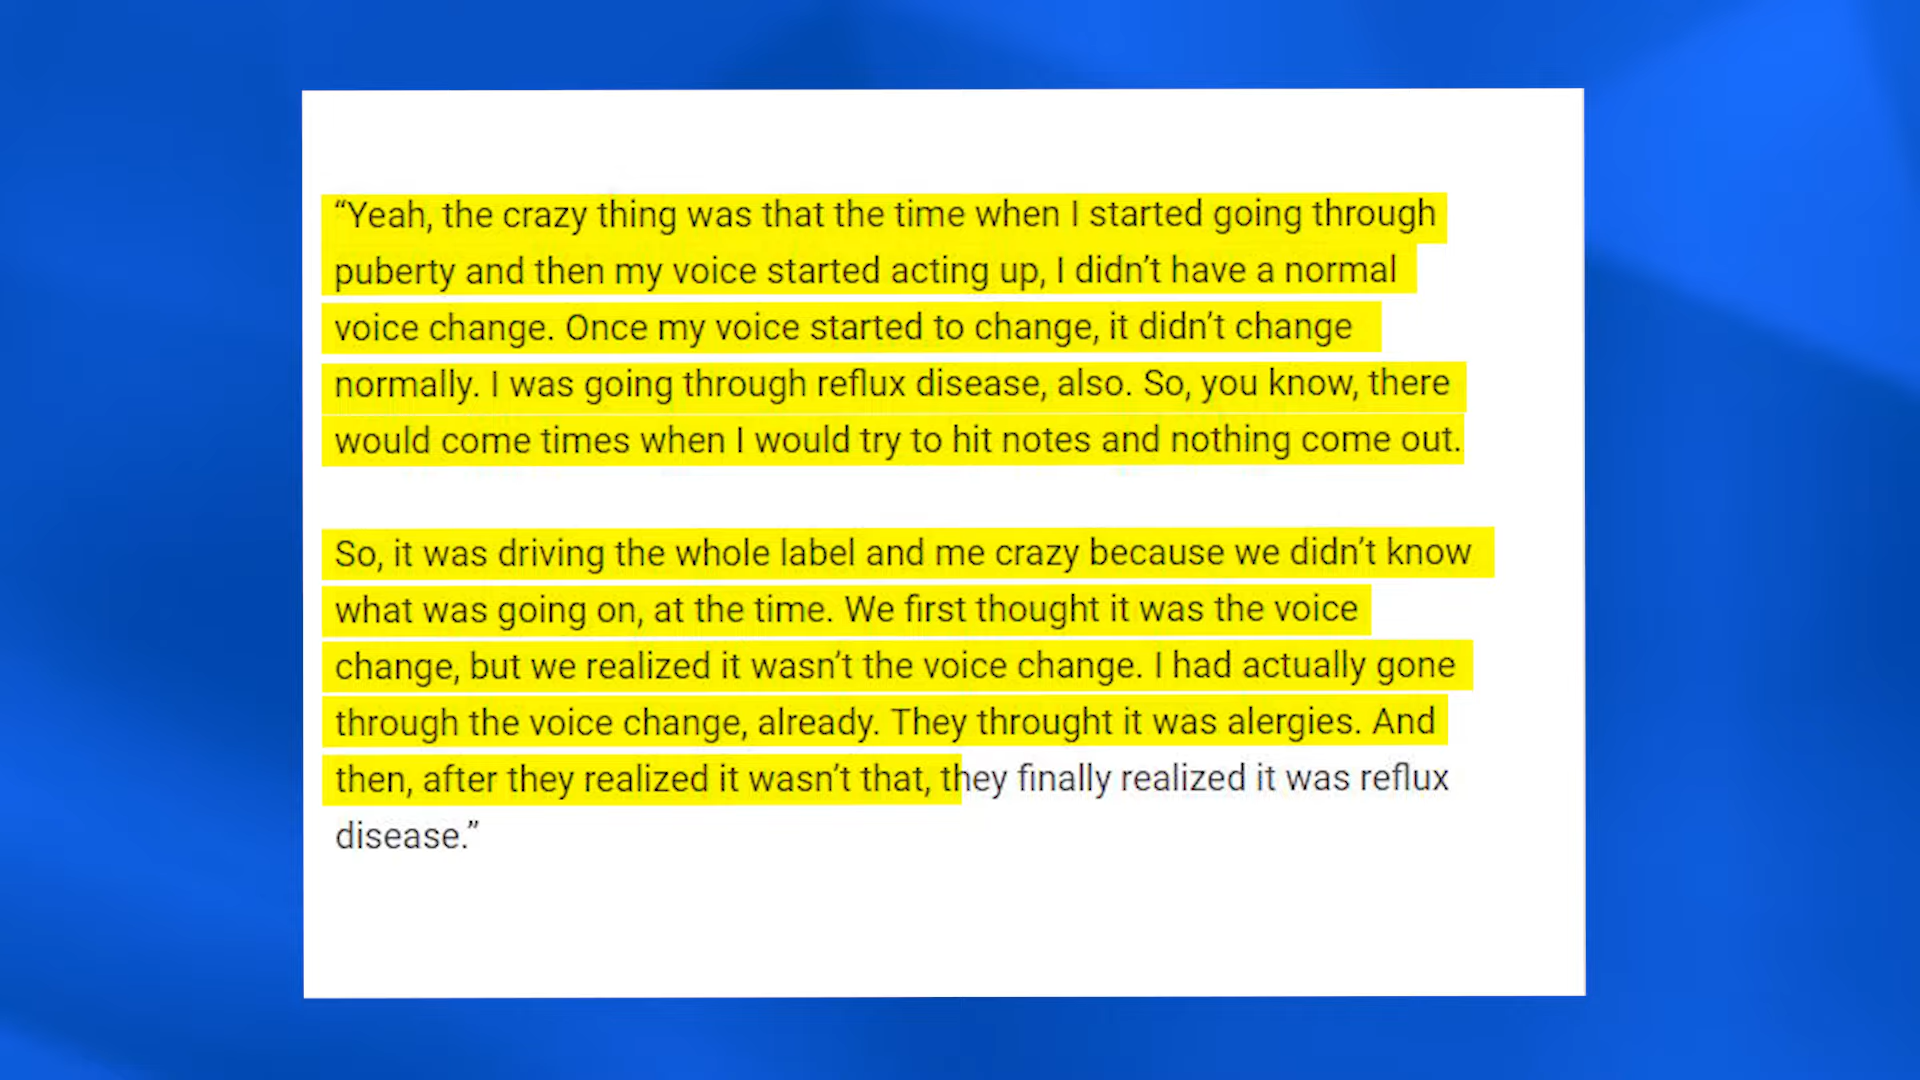 “Yeah, the crazy thing was that the time when I started going through
puberty and then my voice started acting up, I didn’t have a normal
voice change. Once my voice started to change, it didn’t change
normally. I was going through reflux disease, also. So, you know, there
would come times when I would try to hit notes and nothing come out.
So, it was driving the whole label and me crazy because we didn’t know
what was going on, at the time. We first thought it was the voice
change, but we realized it wasn’t the voice change. I had actually gone
through the voice change, already. They throught it was alergies. And
then, after they realized it wasn’t that, they finally realized it was reflux
disease.”